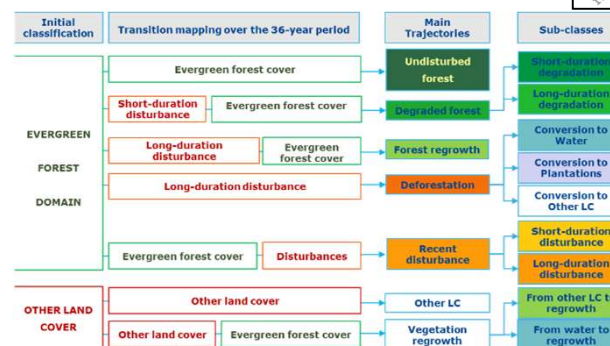 Initial
classification
Transition mapping over the 36-year period
Main
Trajectories
Sub-classes
EVERGREEN
FOREST
DOMAIN
Evergreen forest cover
Undisturbed
forest
Short-duration
degradation
Short-duration
disturbance
Evergreen forest cover
Degraded forest
Long-duration
degradation
Long-duration
disturbance
Evergreen
forest cover
Forest regrowth
Conversion to
Water
Long-duration disturbance
Deforestation
Conversion to
Plantations
Conversion to
Other LC
Evergreen forest cover
Disturbances
Recent
disturbance
Short-duration
disturbance
Long-duration
disturbance
OTHER LAND
COVER
Other land cover
Other LC
From other LC to
regrowth
Other land cover
Evergreen forest cover
Vegetation
regrowth
From water to
regrowth